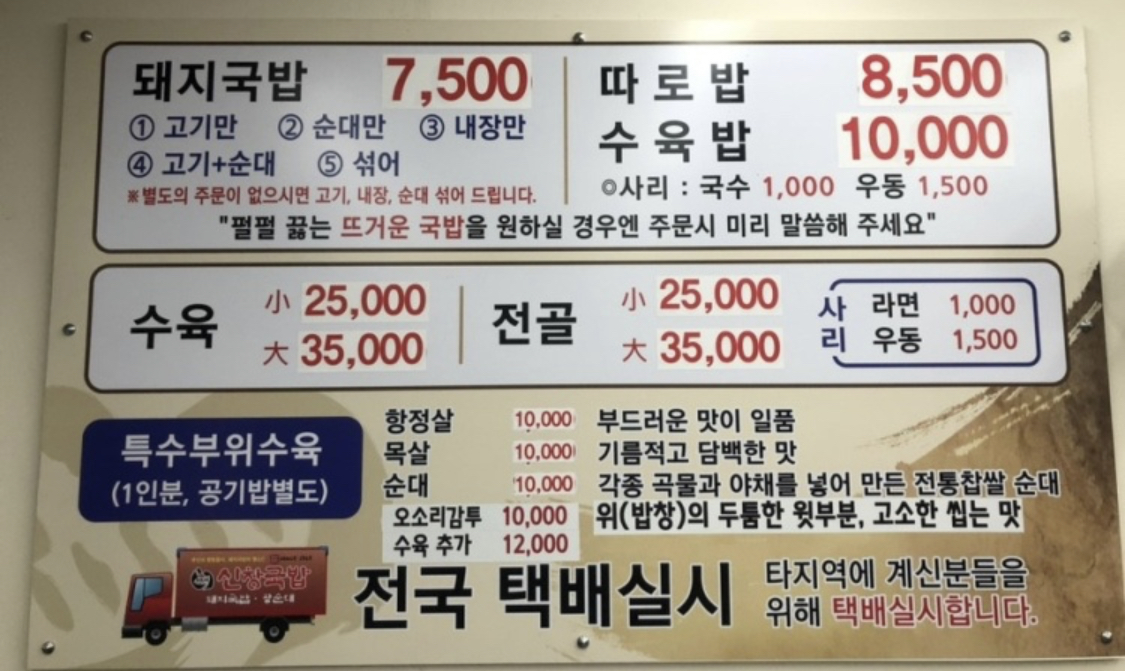 돼지국밥 7,500
① 고기만 ② 순대만 ③ 내장만
④ 고기+순대 ⑤ 섞어
※별도의 주문이 없으시면 고기, 내장, 순대 섞어 드립니다.
따로밥 8,500
수육밥 10,000
◎사리 : 국수 1,000 우동 1,500
"펄펄 끓는 뜨거운 국밥을 원하실 경우엔 주문시 미리 말씀해 주세요"
수육
小 25,000
大 35,000
전골
小 25,000
大 35,000
사리
라면 1,000
우동 1,500
특수부위수육
(1인분, 공기밥별도)
항정살 10,000 부드러운 맛이 일품
목살 10,000 기름적고 담백한 맛
순대 10,000 각종 곡물과 야채를 넣어 만든 전통찹쌀 순대
오소리감투 10,000 위(밥창)의 두툼한 윗부분, 고소한 씹는 맛
수육 추가 12,000
신창국밥
돼지국밥 · 왕순대
전국 택배실시
타지역에 계신분들을
위해 택배실시합니다.